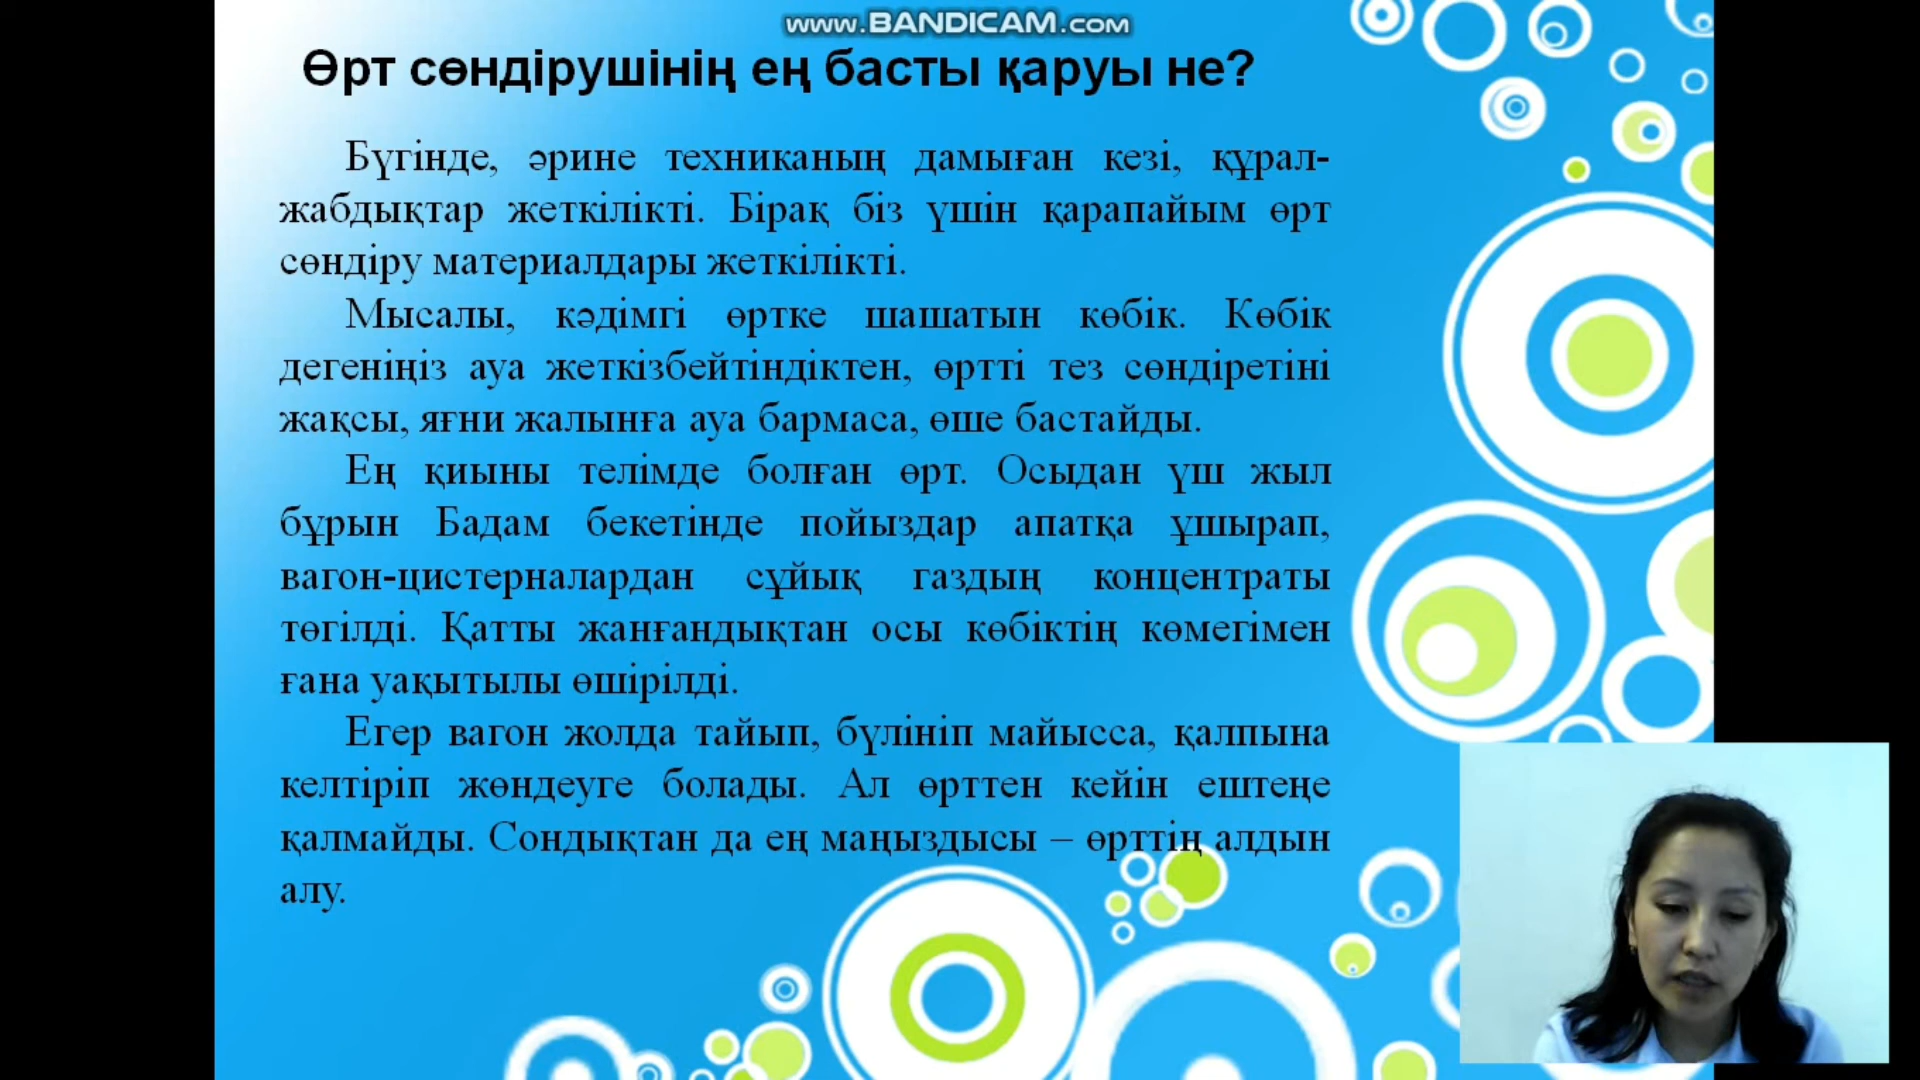 www.BANDICAM.com
Өрт сөндірушінің ең басты қаруы не?
Бүгінде, әрине техниканың дамыған кезі, құрал-
жабдықтар жеткілікті. Бірақ біз үшін қарапайым өрт
сөндіру материалдары жеткілікті.
Мысалы, кәдімгі өртке шашатын көбік. Көбік
дегеніңіз ауа жеткізбейтіндіктен, өртті тез сөндіретіні
жақсы, яғни жалынға ауа бармаса, өше бастайды.
Ең қиыны телімде болған өрт. Осыдан үш жыл
бұрын Бадам бекетінде пойыздар апатқа ұшырап,
вагон-цистерналардан сұйық газдың концентраты
төгілді. Қатты жанғандықтан осы көбіктің көмегімен
ғана уақытылы өшірілді.
Егер вагон жолда тайып, бүлініп майысса, қалпына
келтіріп жөндеуге болады. Ал өрттен кейін ештеңе
қалмайды. Сондықтан да ең маңыздысы – өрттің алдын
алу.